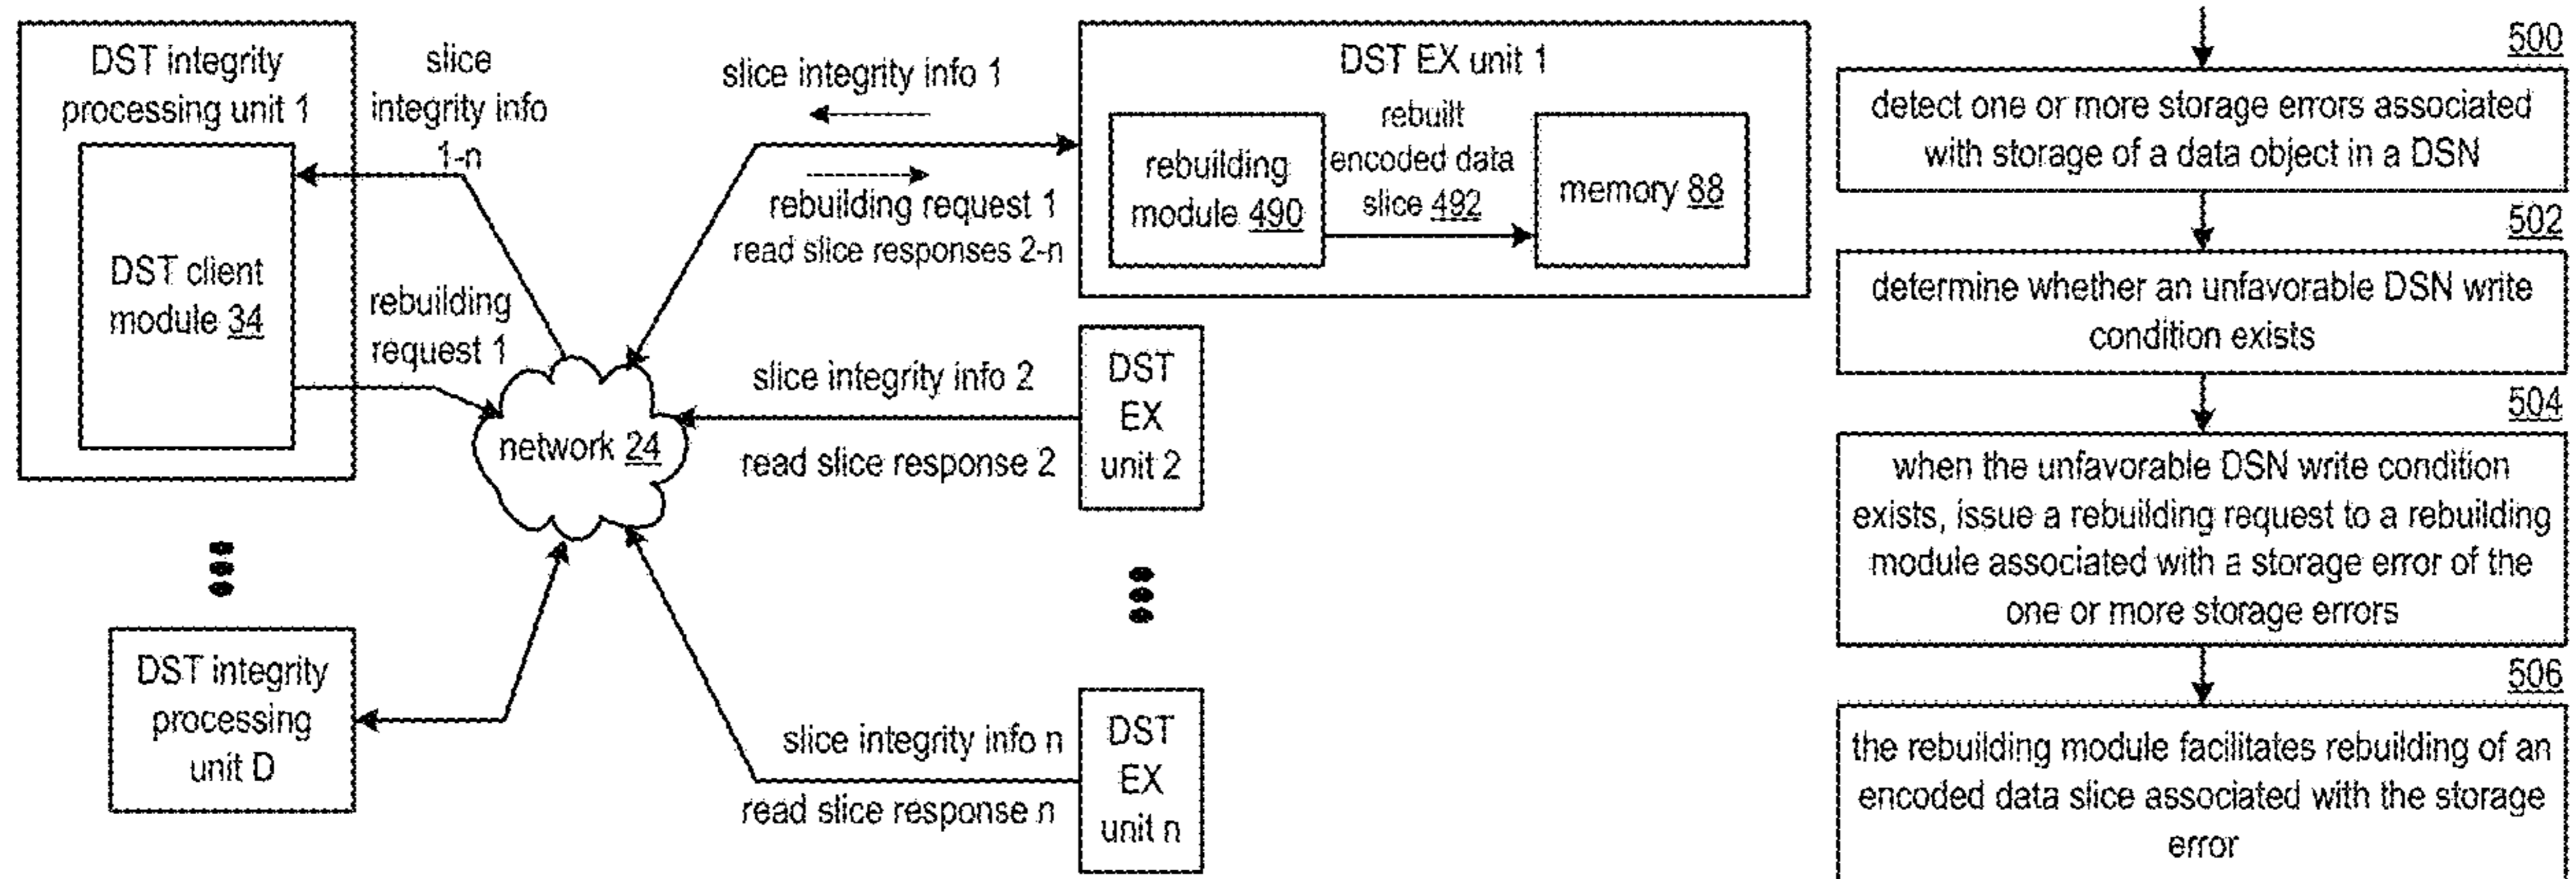 DST integrity
processing unit 1
DST client
module 34
slice
integrity info
1-n
rebuilding
request 1
network 24
DST integrity
processing
unit D
slice integrity info 1
rebuilding request 1
read slice responses 2-n
DST EX unit 1
rebuilding
module 490
rebuilt
encoded data
slice 492
memory 88
slice integrity info 2
read slice response 2
DST
EX
unit 2
slice integrity info n
read slice response n
DST
EX
unit n
500
detect one or more storage errors associated
with storage of a data object in a DSN
502
determine whether an unfavorable DSN write
condition exists
504
when the unfavorable DSN write condition
exists, issue a rebuilding request to a rebuilding
module associated with a storage error of the
one or more storage errors
506
the rebuilding module facilitates rebuilding of an
encoded data slice associated with the storage
error